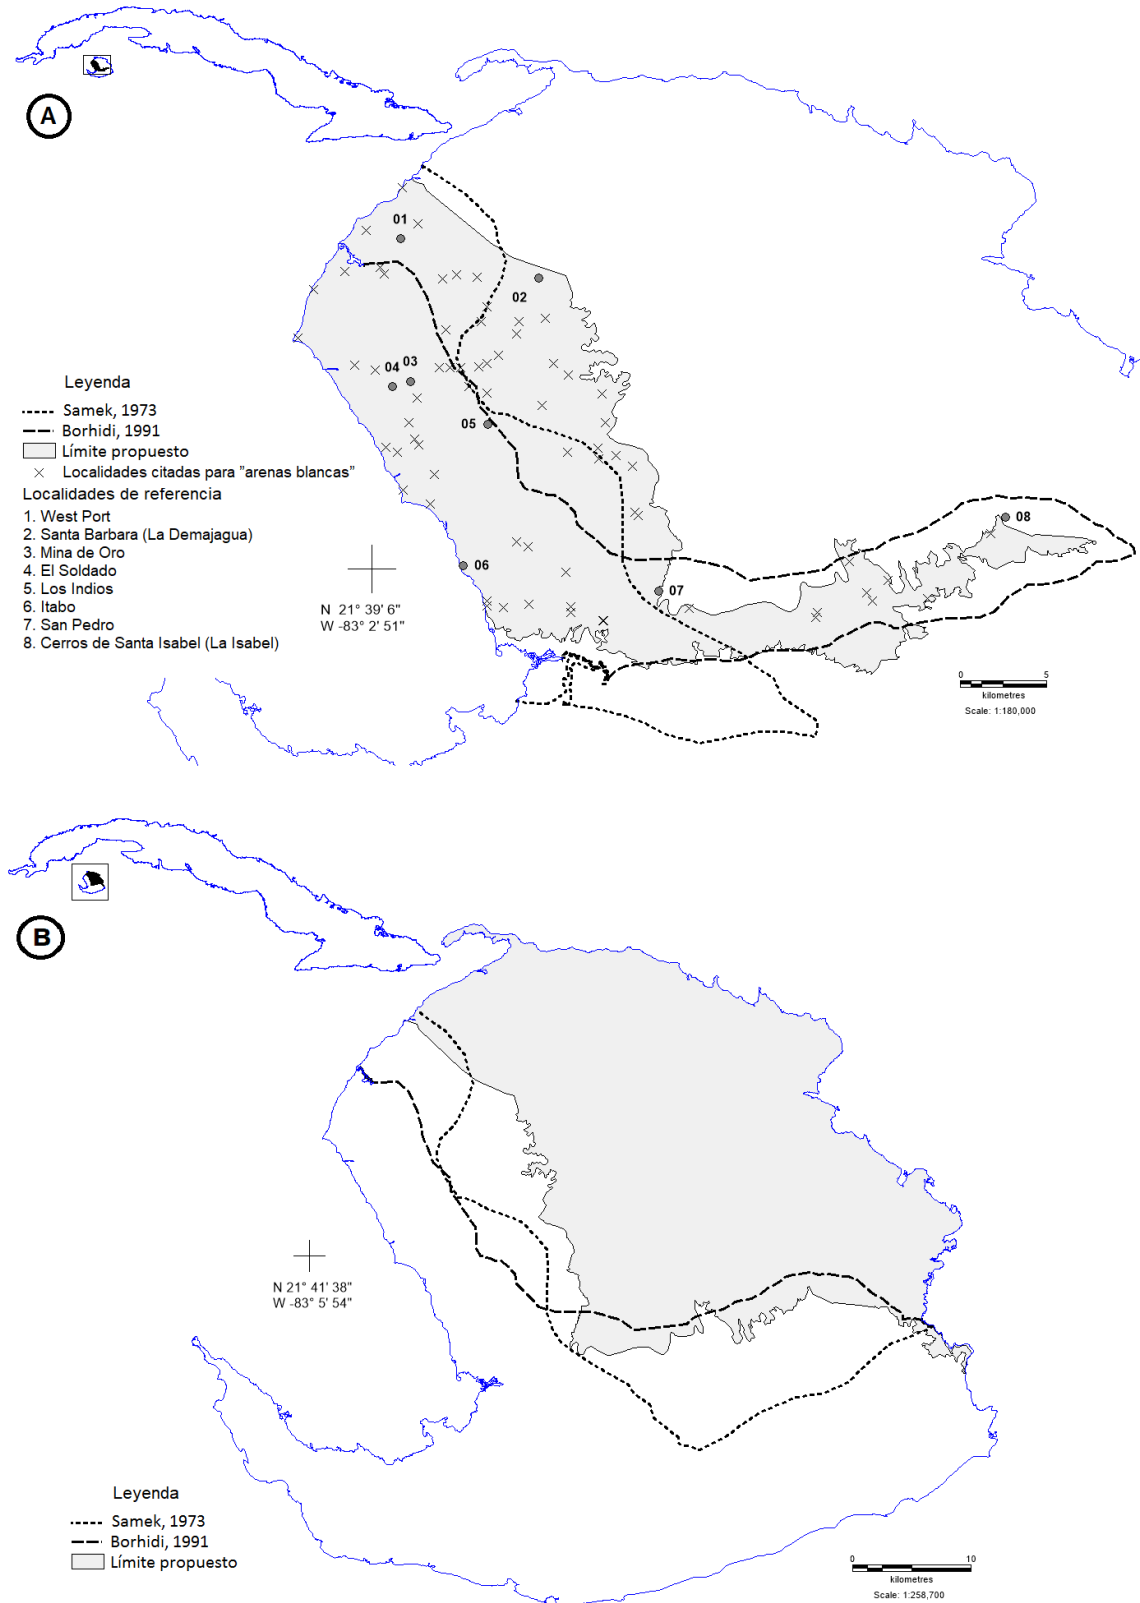 A
01
02
04 03
05
06
07
08
Leyenda
Samek, 1973
Borhidi, 1991
Límite propuesto
Localidades citadas para "arenas blancas"
Localidades de referencia
1. West Port
2. Santa Barbara (La Demajagua)
3. Mina de Oro
4. El Soldado
5. Los Indios
6. Itabo
7. San Pedro
8. Cerros de Santa Isabel (La Isabel)
N 21° 39' 6"
W -83° 2' 51"
0 5
kilometres
Scale: 1:180,000
B
N 21° 41' 38"
W -83° 5' 54"
Leyenda
Samek, 1973
Borhidi, 1991
Límite propuesto
0 10
kilometres
Scale: 1:258,700